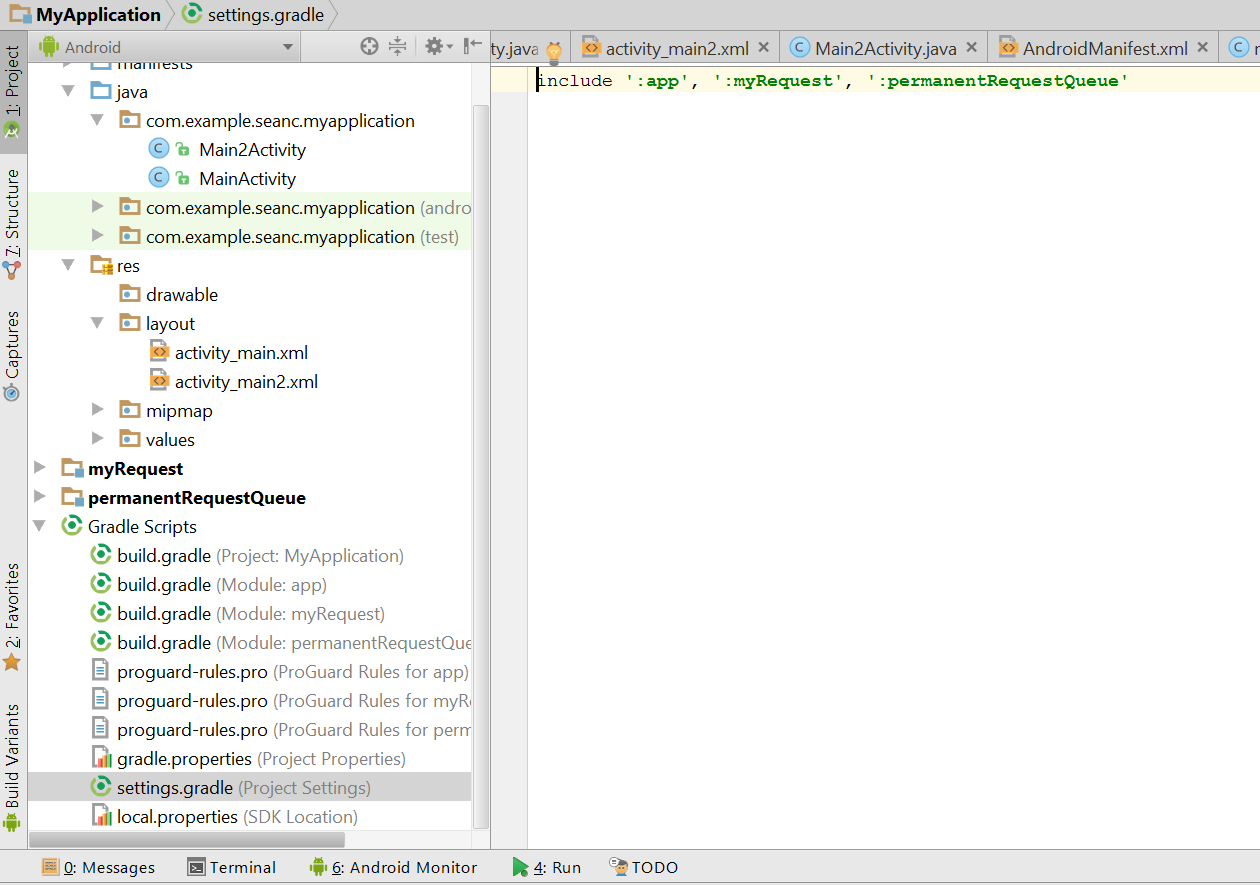 MyApplication
settings.gradle
1: Project
7: Structure
Captures
2: Favorites
Build Variants
Android
manifests
java
com.example.seanc.myapplication
Main2Activity
MainActivity
com.example.seanc.myapplication (andro
com.example.seanc.myapplication (test)
res
drawable
layout
activity_main.xml
activity_main2.xml
mipmap
values
myRequest
permanentRequestQueue
Gradle Scripts
build.gradle (Project: MyApplication)
build.gradle (Module: app)
build.gradle (Module: myRequest)
build.gradle (Module: permanentRequestQue
proguard-rules.pro (ProGuard Rules for app)
proguard-rules.pro (ProGuard Rules for myR
proguard-rules.pro (ProGuard Rules for perm
gradle.properties (Project Properties)
settings.gradle (Project Settings)
local.properties (SDK Location)
ty.java
activity_main2.xml
Main2Activity.java
AndroidManifest.xml
include ':app', ':myRequest', ':permanentRequestQueue'
0: Messages
Terminal
6: Android Monitor
4: Run
TODO